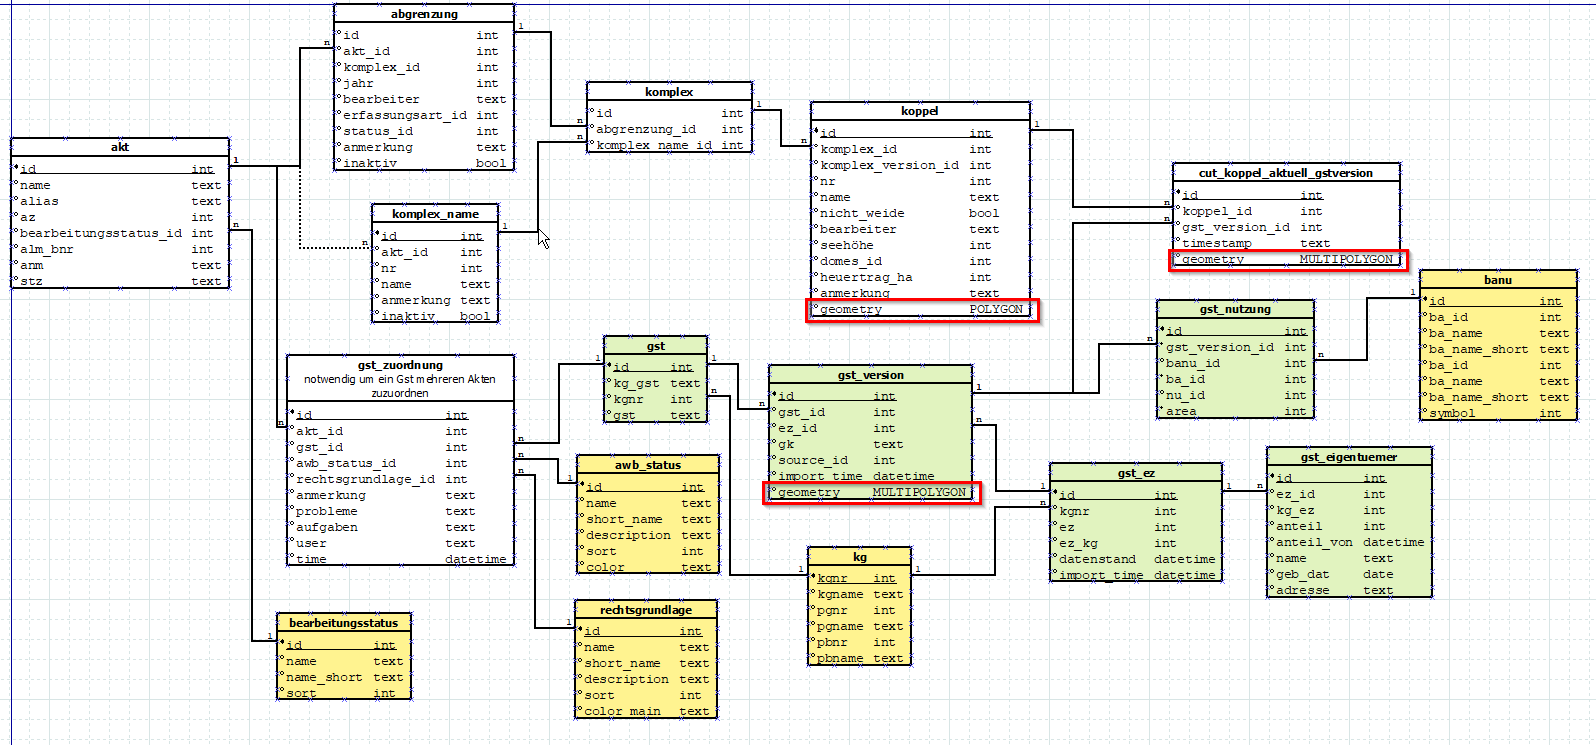 abgrenzung
id int
akt_id int
komplex_id int
jahr int
bearbeiter text
erfassungsart_id int
status_id int
anmerkung text
inaktiv bool
komplex
id int
abgrenzung_id int
komplex_name_id int
koppel
id int
komplex_id int
komplex_version_id int
nr int
name text
nicht_weide bool
bearbeiter text
seehöhe int
domes_id int
heuertrag_ha int
anmerkung text
geometry POLYGON
akt
id int
name text
alias text
az int
bearbeitungsstatus_id int
alm_bnr int
anm text
stz text
cut_koppel_aktuell_gstversion
id int
koppel_id int
gst_version_id int
timestamp text
geometry MULTIPOLYGON
komplex_name
id int
akt_id int
nr int
name text
anmerkung text
inaktiv bool
banu
id int
ba_id int
ba_name text
ba_name_short text
ba_id int
ba_name text
ba_name_short text
symbol int
gst_nutzung
id int
gst_version_id int
banu_id int
ba_id int
nu_id int
area int
gst
id int
kg_gst text
kgnr int
gst text
gst_zuordnung
notwendig um ein Gst mehreren Akten
zuzuordnen
id int
akt_id int
gst_id int
awb_status_id int
rechtsgrundlage_id int
anmerkung text
probleme text
aufgaben text
user text
time datetime
gst_version
id int
gst_id int
ez_id int
gk text
source_id int
import_time datetime
geometry MULTIPOLYGON
awb_status
id int
name text
short_name text
description text
sort int
color text
gst_ez
id int
kgnr int
ez int
ez_kg int
datenstand datetime
import_time datetime
gst_eigentuemer
id int
ez_id int
kg_ez int
anteil int
anteil_von datetime
name text
geb_dat date
adresse text
kg
kgnr int
kgname text
pgnr int
pgname text
pbnr int
pbname text
rechtsgrundlage
id int
name text
short_name text
description text
sort int
color_main text
bearbeitungsstatus
id int
name text
name_short text
sort int